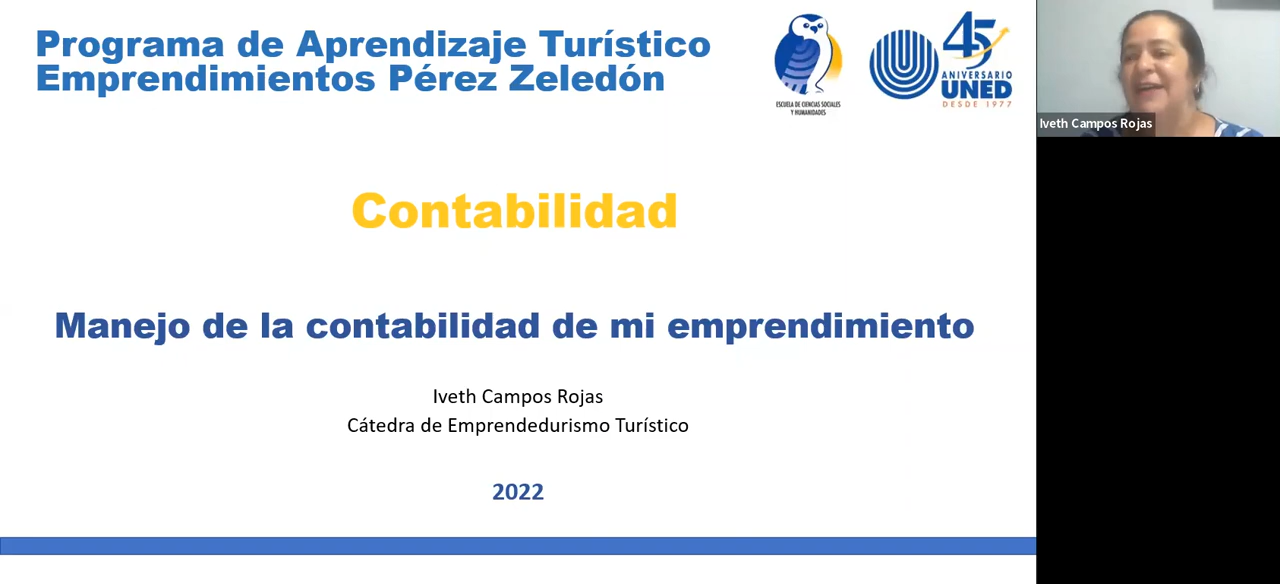 Programa de Aprendizaje Turístico
Emprendimientos Pérez Zeledón
ESCUELA DE CIENCIAS SOCIALES
Y HUMANIDADES
45
ANIVERSARIO
UNED
DESDE 1977
Iveth Campos Rojas
Contabilidad
Manejo de la contabilidad de mi emprendimiento
Iveth Campos Rojas
Cátedra de Emprendedurismo Turístico
2022